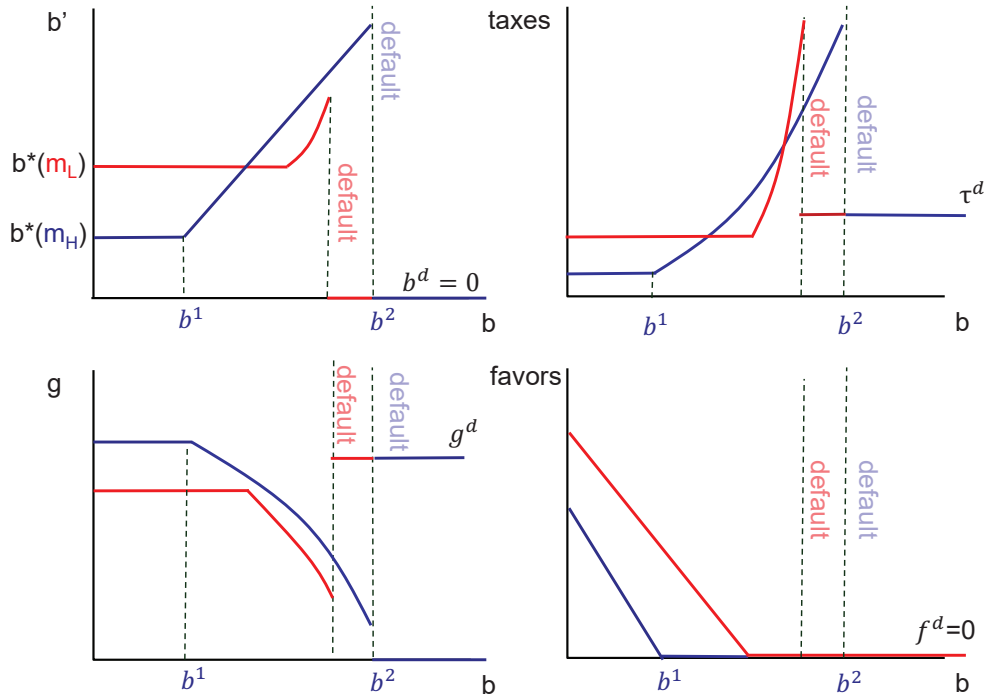 b’
default
b*(mL)
default
b*(mH)
b^d = 0
b^1
b^2
b
taxes
default
default
τ^d
b^1
b^2
b
g
default
default
g^d
b^1
b^2
b
favors
default
default
f^d=0
b^1
b^2
b